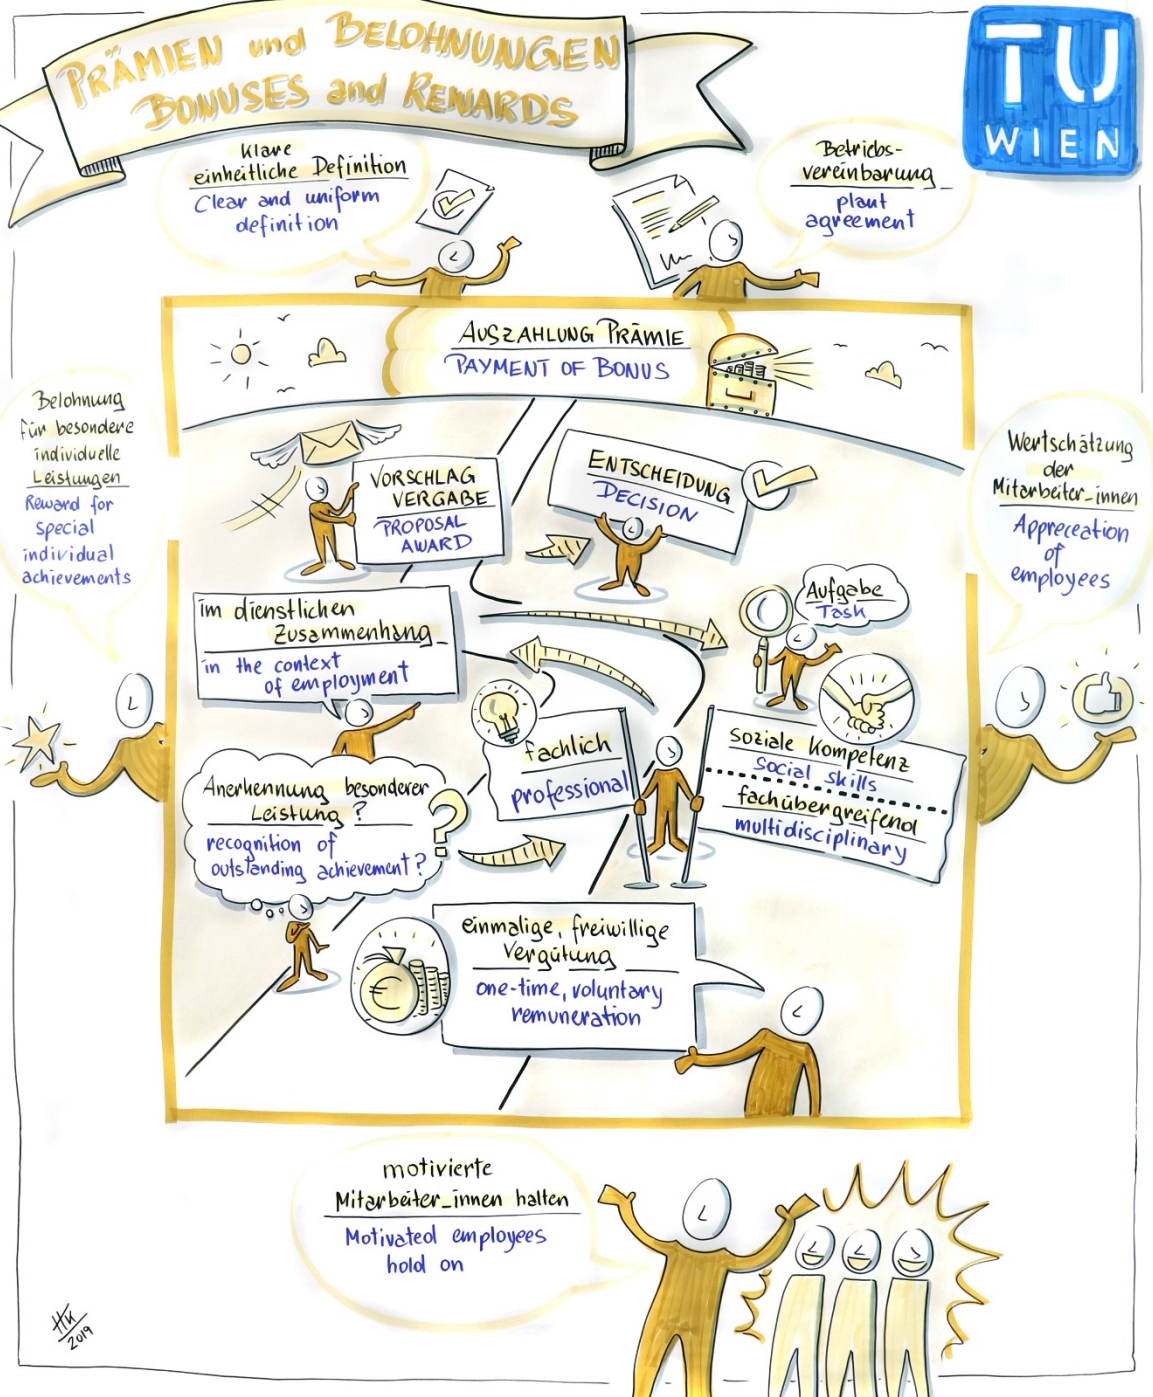 PRÄMIEN und BELOHNUNGEN
BONUSES and REWARDS
TU
WIEN
Klare
einheitliche Definition
Clear and uniform
definition
Betriebs-
vereinbarung
plant
agreement
AUSZAHLUNG PRÄMIE
PAYMENT OF BONUS
Belohnung
für besondere
individuelle
Leistungen
Reward for
special
individual
achievements
VORSCHLAG
VERGABE
PROPOSAL
AWARD
ENTSCHEIDUNG
DECISION
Wertschätzung
der
Mitarbeiter_innen
Appreceation
of
employees
im dienstlichen
Zusammenhang
in the context
of employment
Aufgabe
Task
fachlich
professional
soziale Kompetenz
social skills
fachübergreifend
multidisciplinary
Anerkennung besonderer
Leistung ?
recognition of
outstanding achievement ?
?
einmalige, freiwillige
Vergütung
one-time, voluntary
remuneration
€
motivierte
Mitarbeiter_innen halten
Motivated employees
hold on
2019